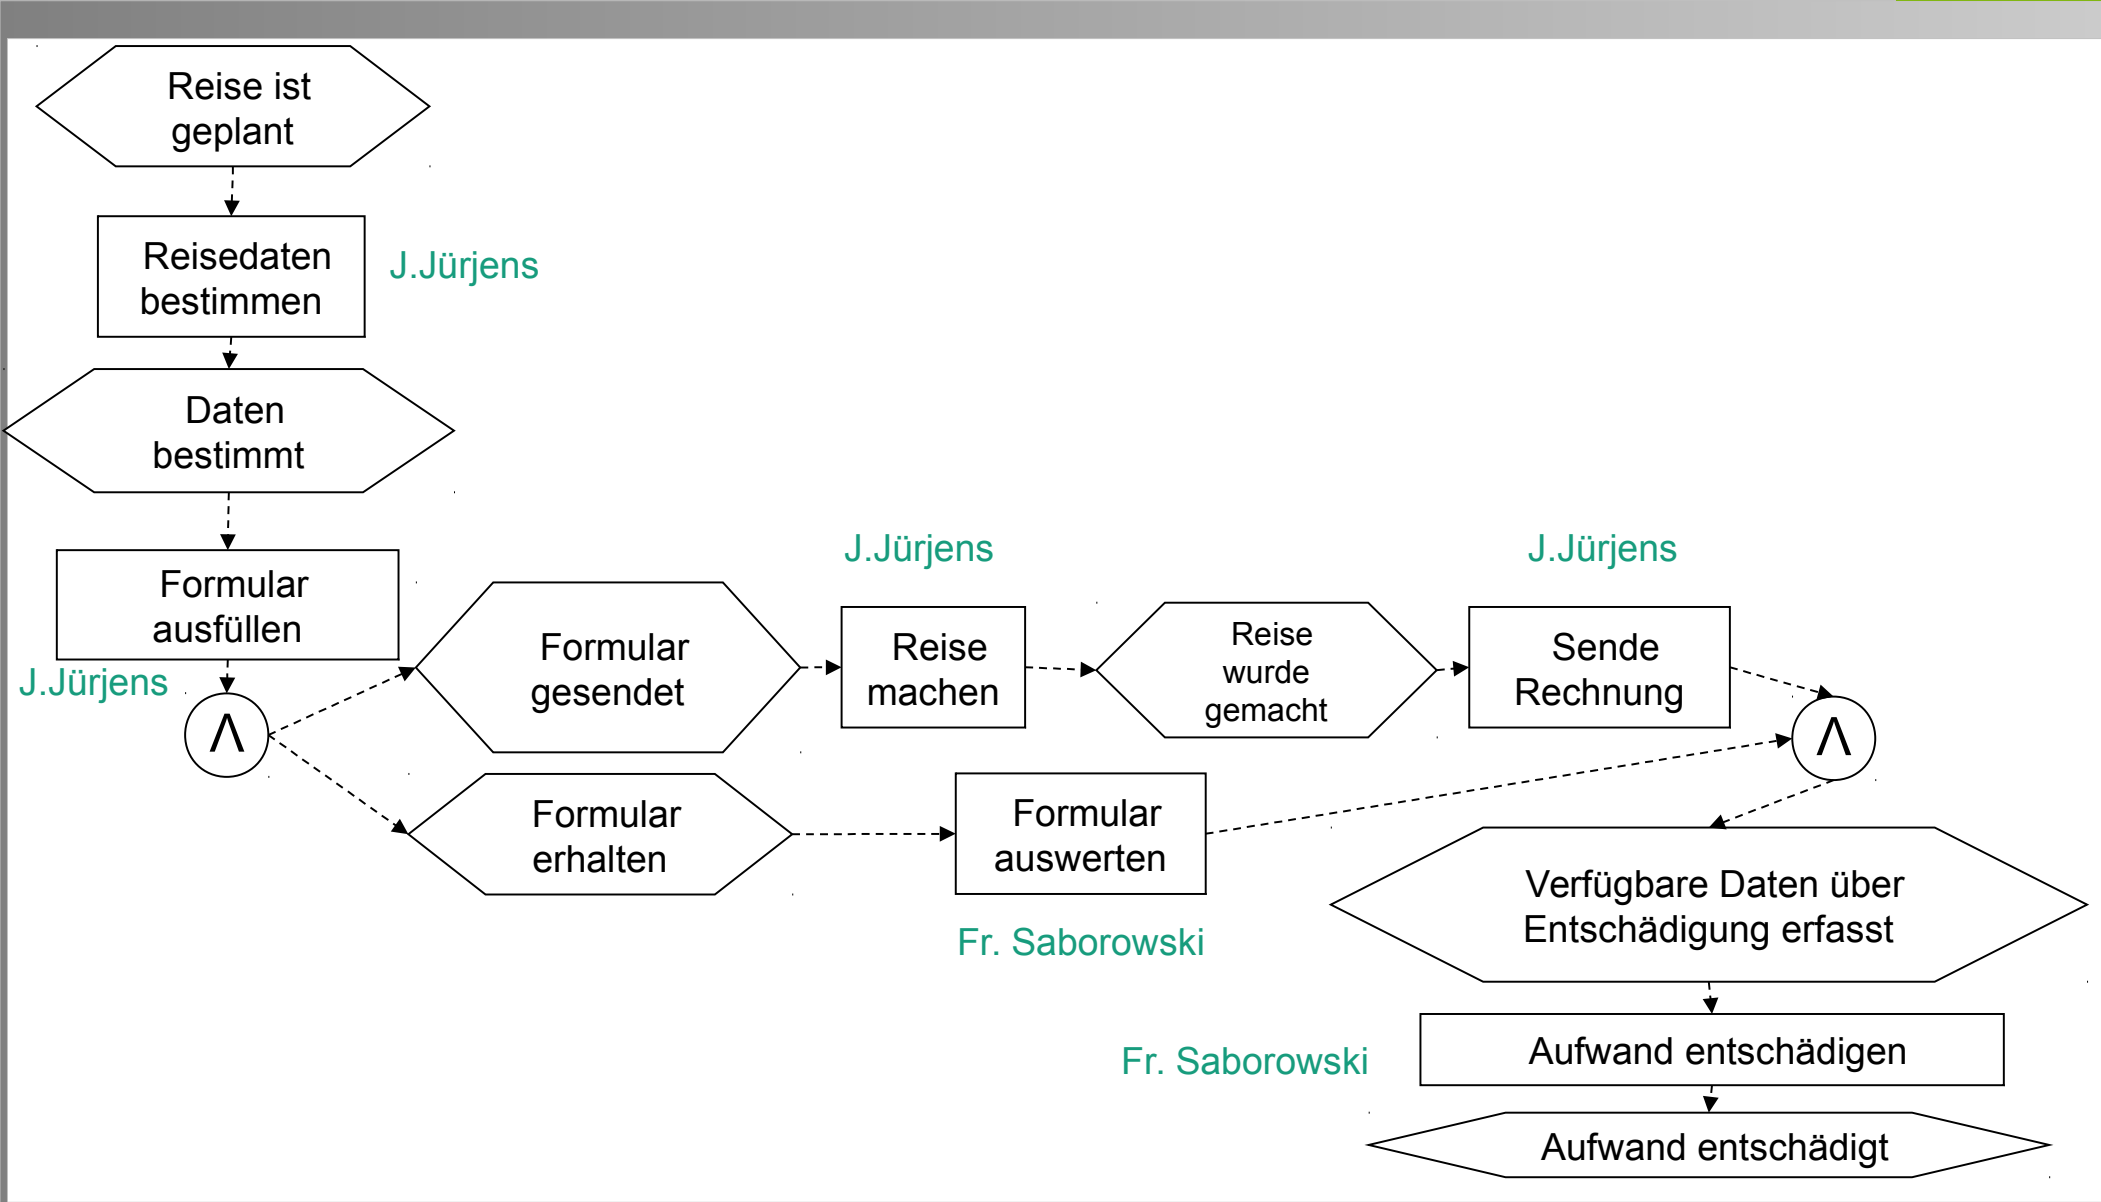 Reise ist
geplant
Reisedaten
bestimmen
J.Jürjens
Daten
bestimmt
Formular
ausfüllen
J.Jürjens
Λ
Formular
gesendet
J.Jürjens
Reise
machen
Reise
wurde
gemacht
J.Jürjens
Sende
Rechnung
Λ
Formular
erhalten
Formular
auswerten
Fr. Saborowski
Verfügbare Daten über
Entschädigung erfasst
Fr. Saborowski
Aufwand entschädigen
Aufwand entschädigt